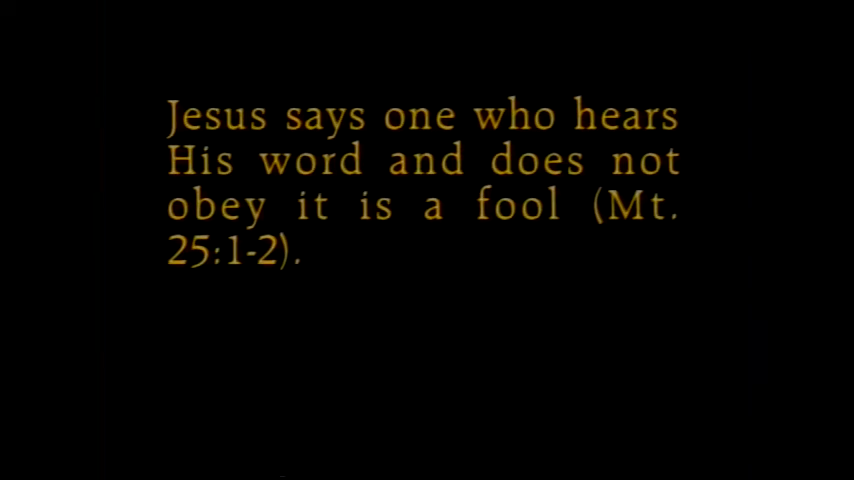 Jesus says one who hears
His word and does not
obey it is a fool (Mt.
25:1-2).